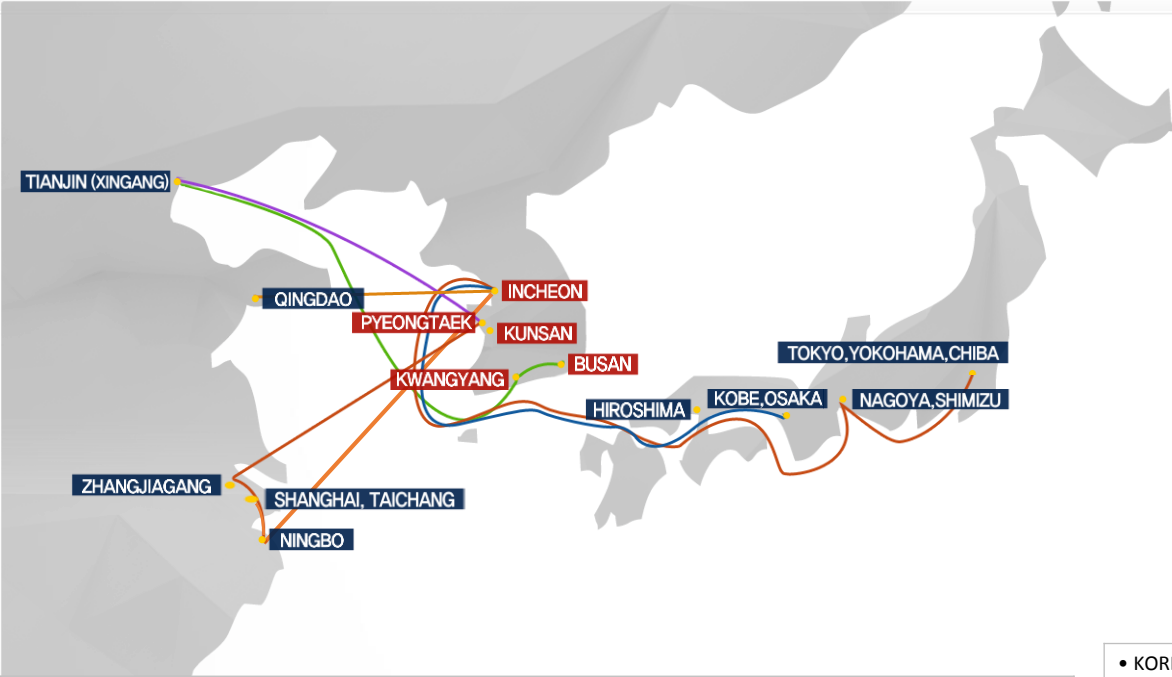 TIANJIN (XINGANG)
QINGDAO
INCHEON
PYEONGTAEK
KUNSAN
TOKYO,YOKOHAMA,CHIBA
BUSAN
KWANGYANG
HIROSHIMA
KOBE,OSAKA
NAGOYA,SHIMIZU
ZHANGJIAGANG
SHANGHAI, TAICHANG
NINGBO